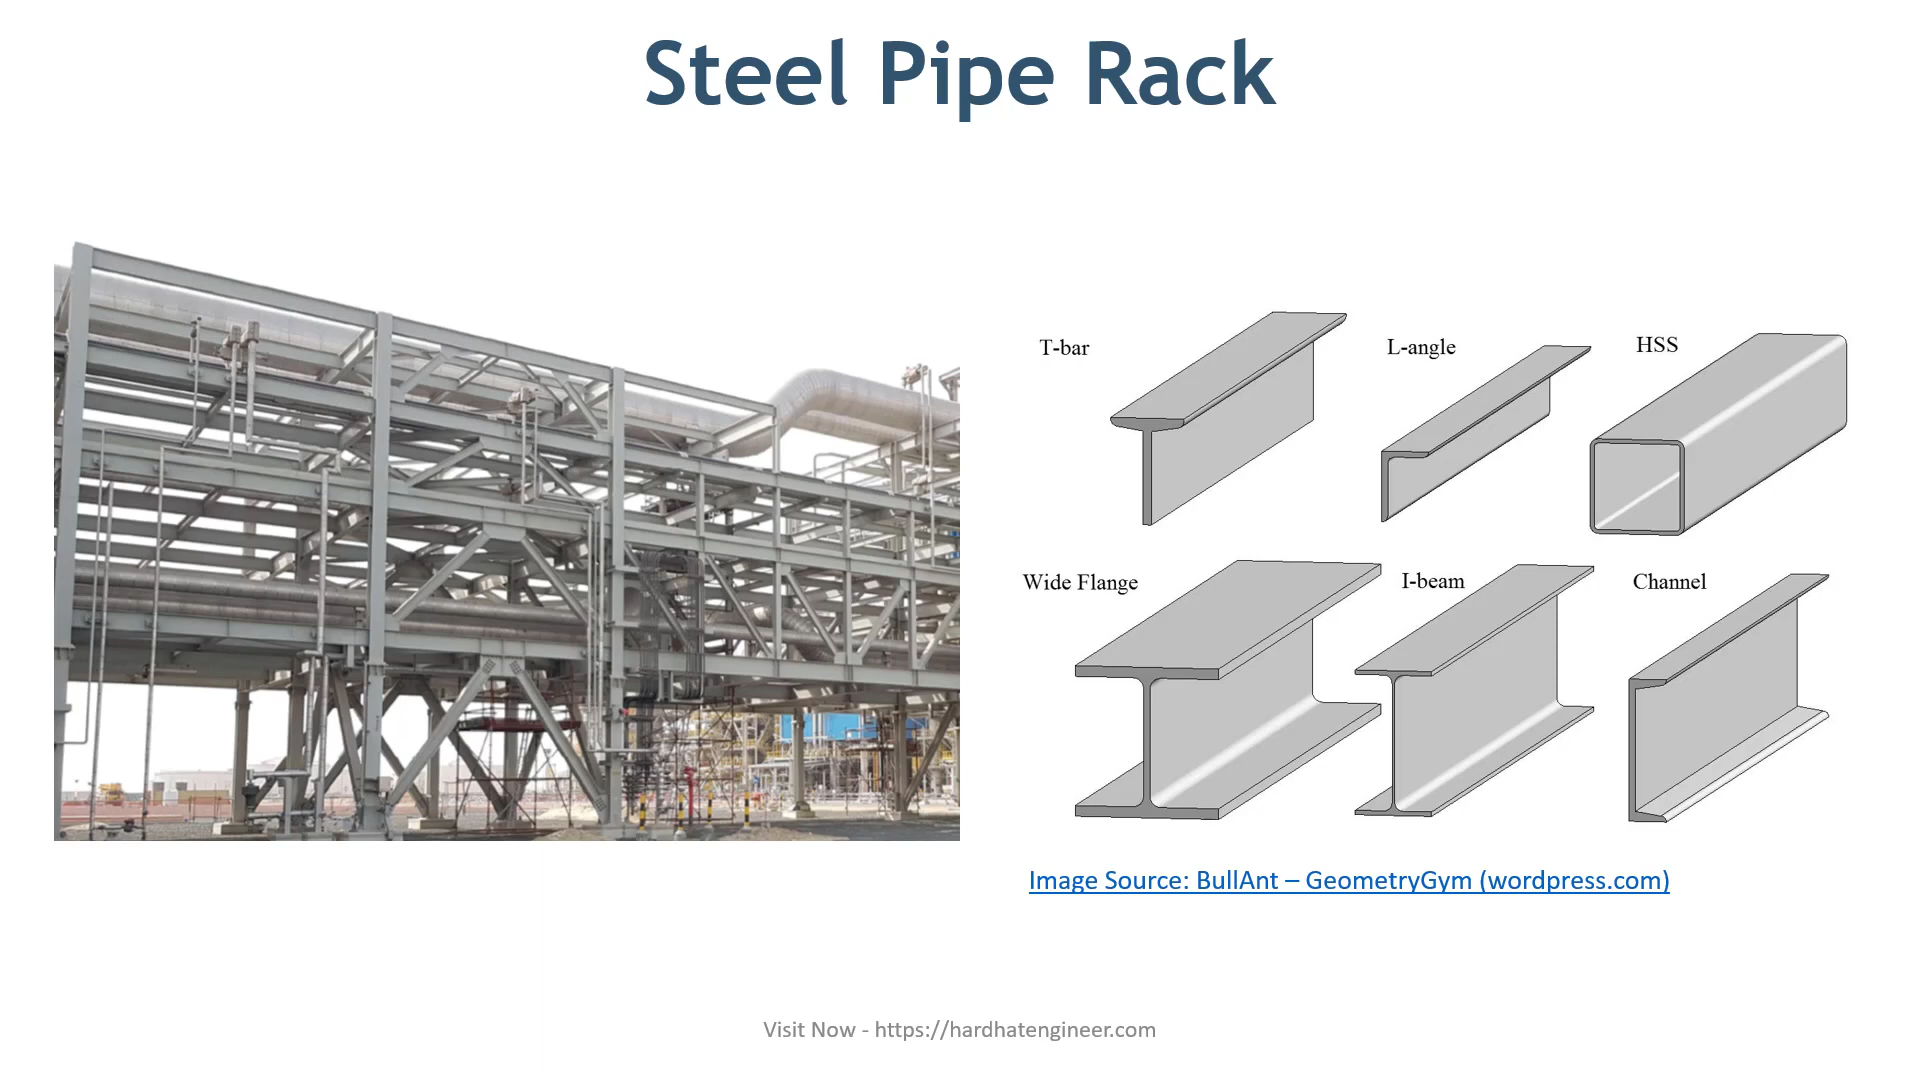 Steel Pipe Rack
T-bar
L-angle
HSS
Wide Flange
I-beam
Channel
Image Source: BullAnt – GeometryGym (wordpress.com)
Visit Now - https://hardhatengineer.com